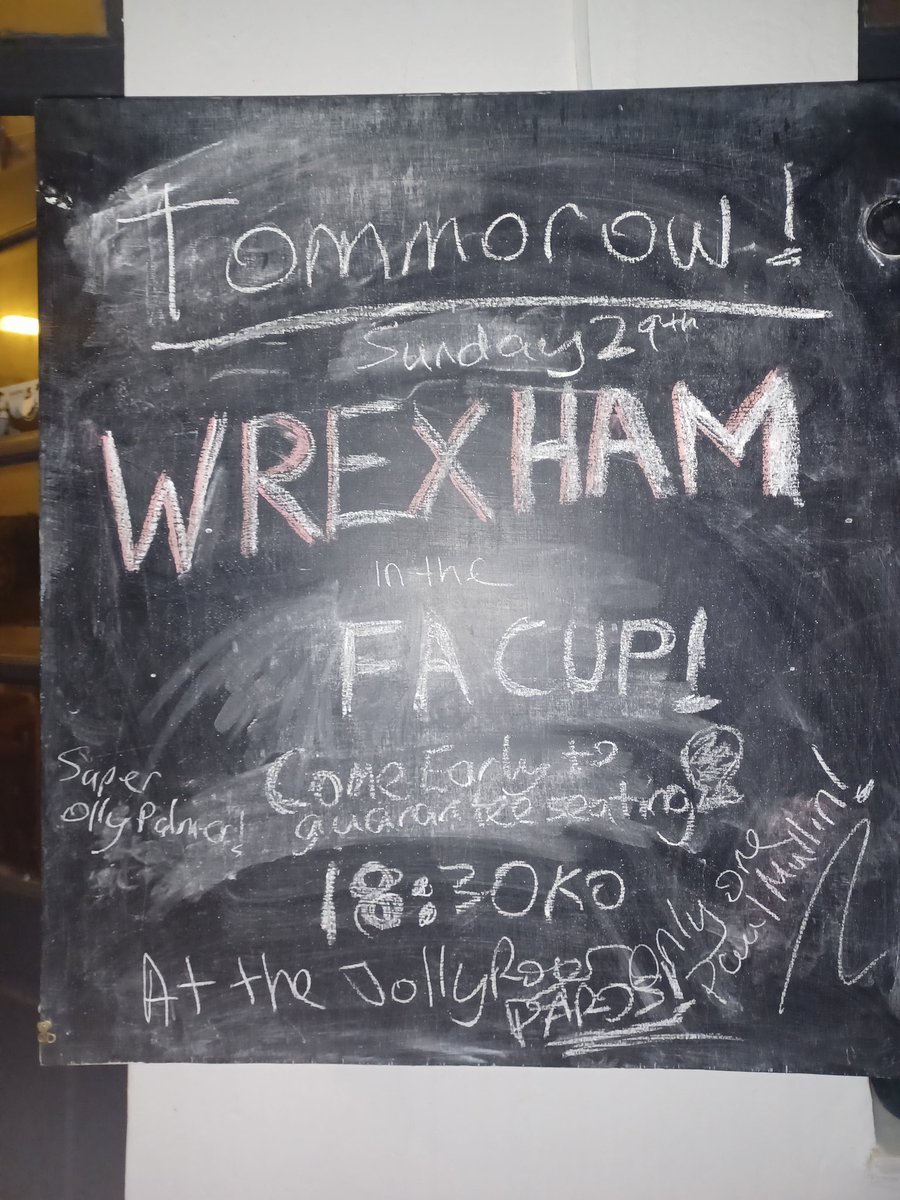 Tommorow!
Sunday 29th
WREXHAM
in the
FA CUP!
Come Early to
guarantee seating
Super
Olly Palmer!
18:30KO
At the Jolly Roger
PAROS!
Only one
Paul Mullin!